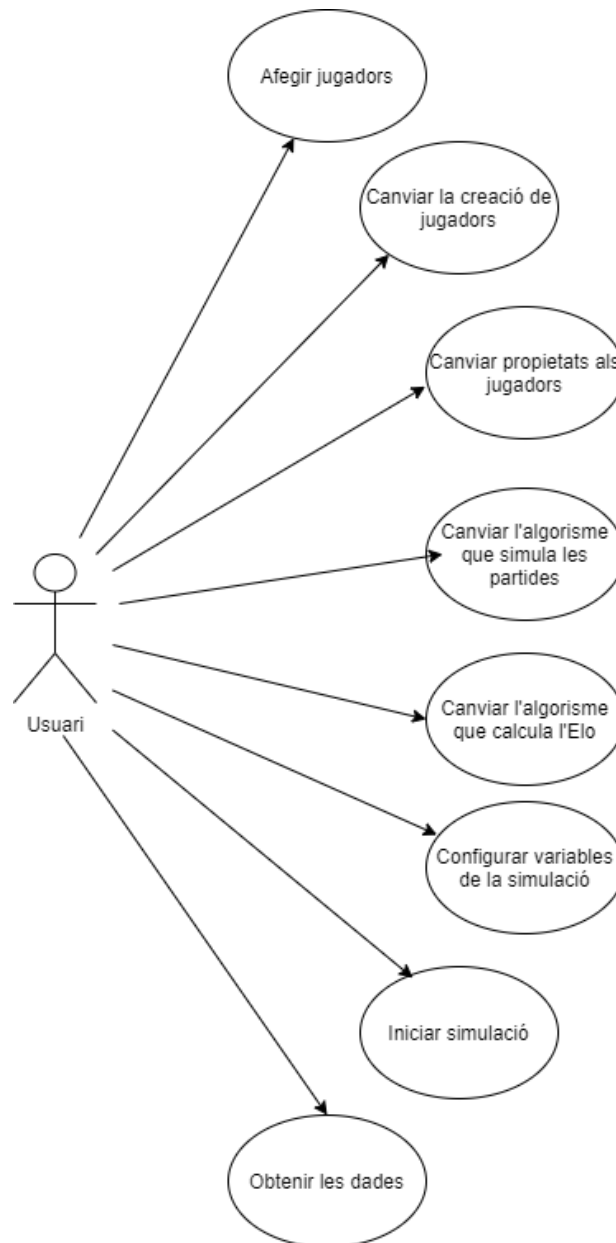 Afegir jugadors
Canviar la creació de
jugadors
Canviar propietats als
jugadors
Canviar l'algorisme
que simula les
partides
Usuari
Canviar l'algorisme
que calcula l'Elo
Configurar variables
de la simulació
Iniciar simulació
Obtenir les dades